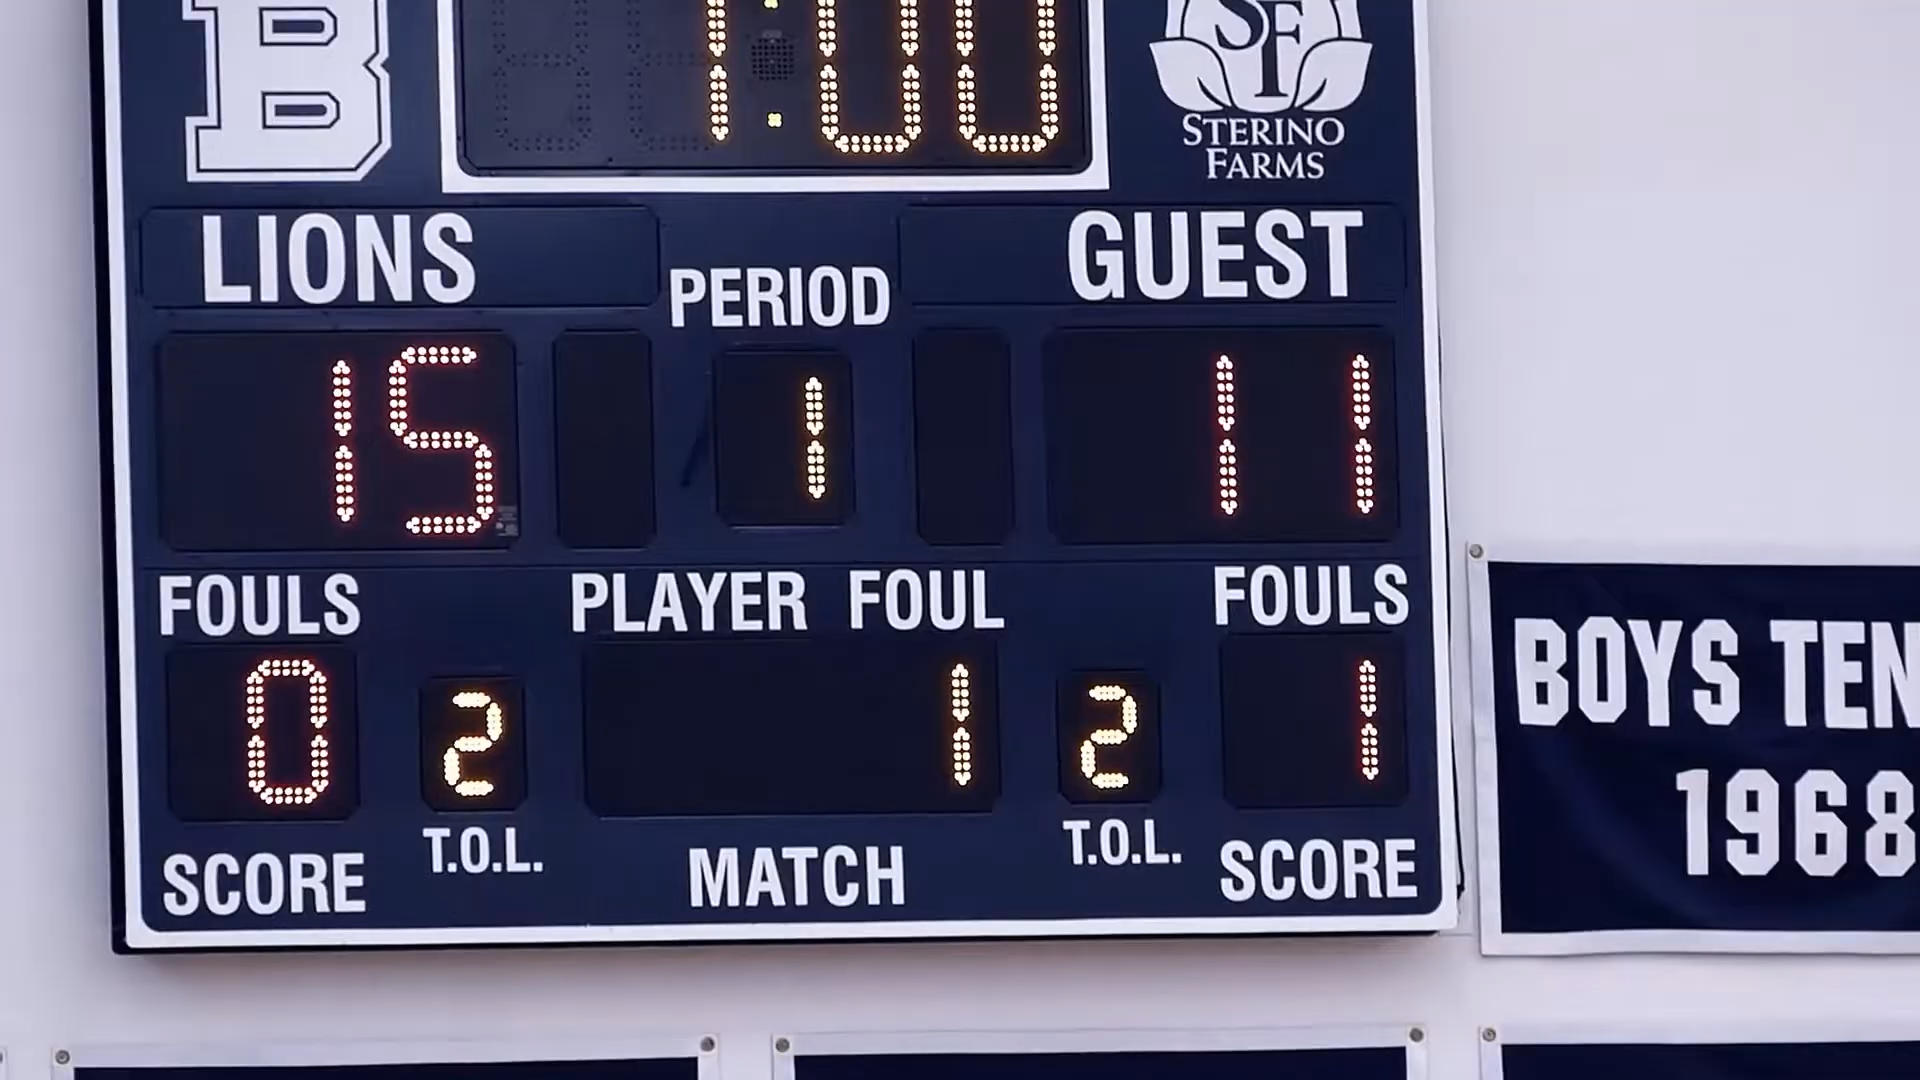 B
1:00
SF
STERINO
FARMS
LIONS
PERIOD
GUEST
15
1
11
FOULS
PLAYER FOUL
FOULS
0
2
1
2
1
SCORE
T.O.L.
MATCH
T.O.L.
SCORE
BOYS TEN
1968